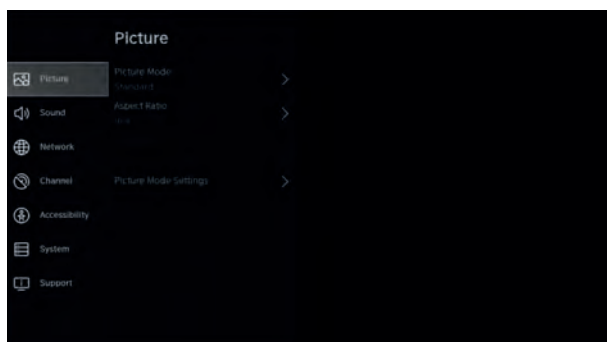 Picture
Picture
Sound
Network
Channel
Accessibility
System
Support
Picture Mode
Standard
Aspect Ratio
Picture Mode Settings